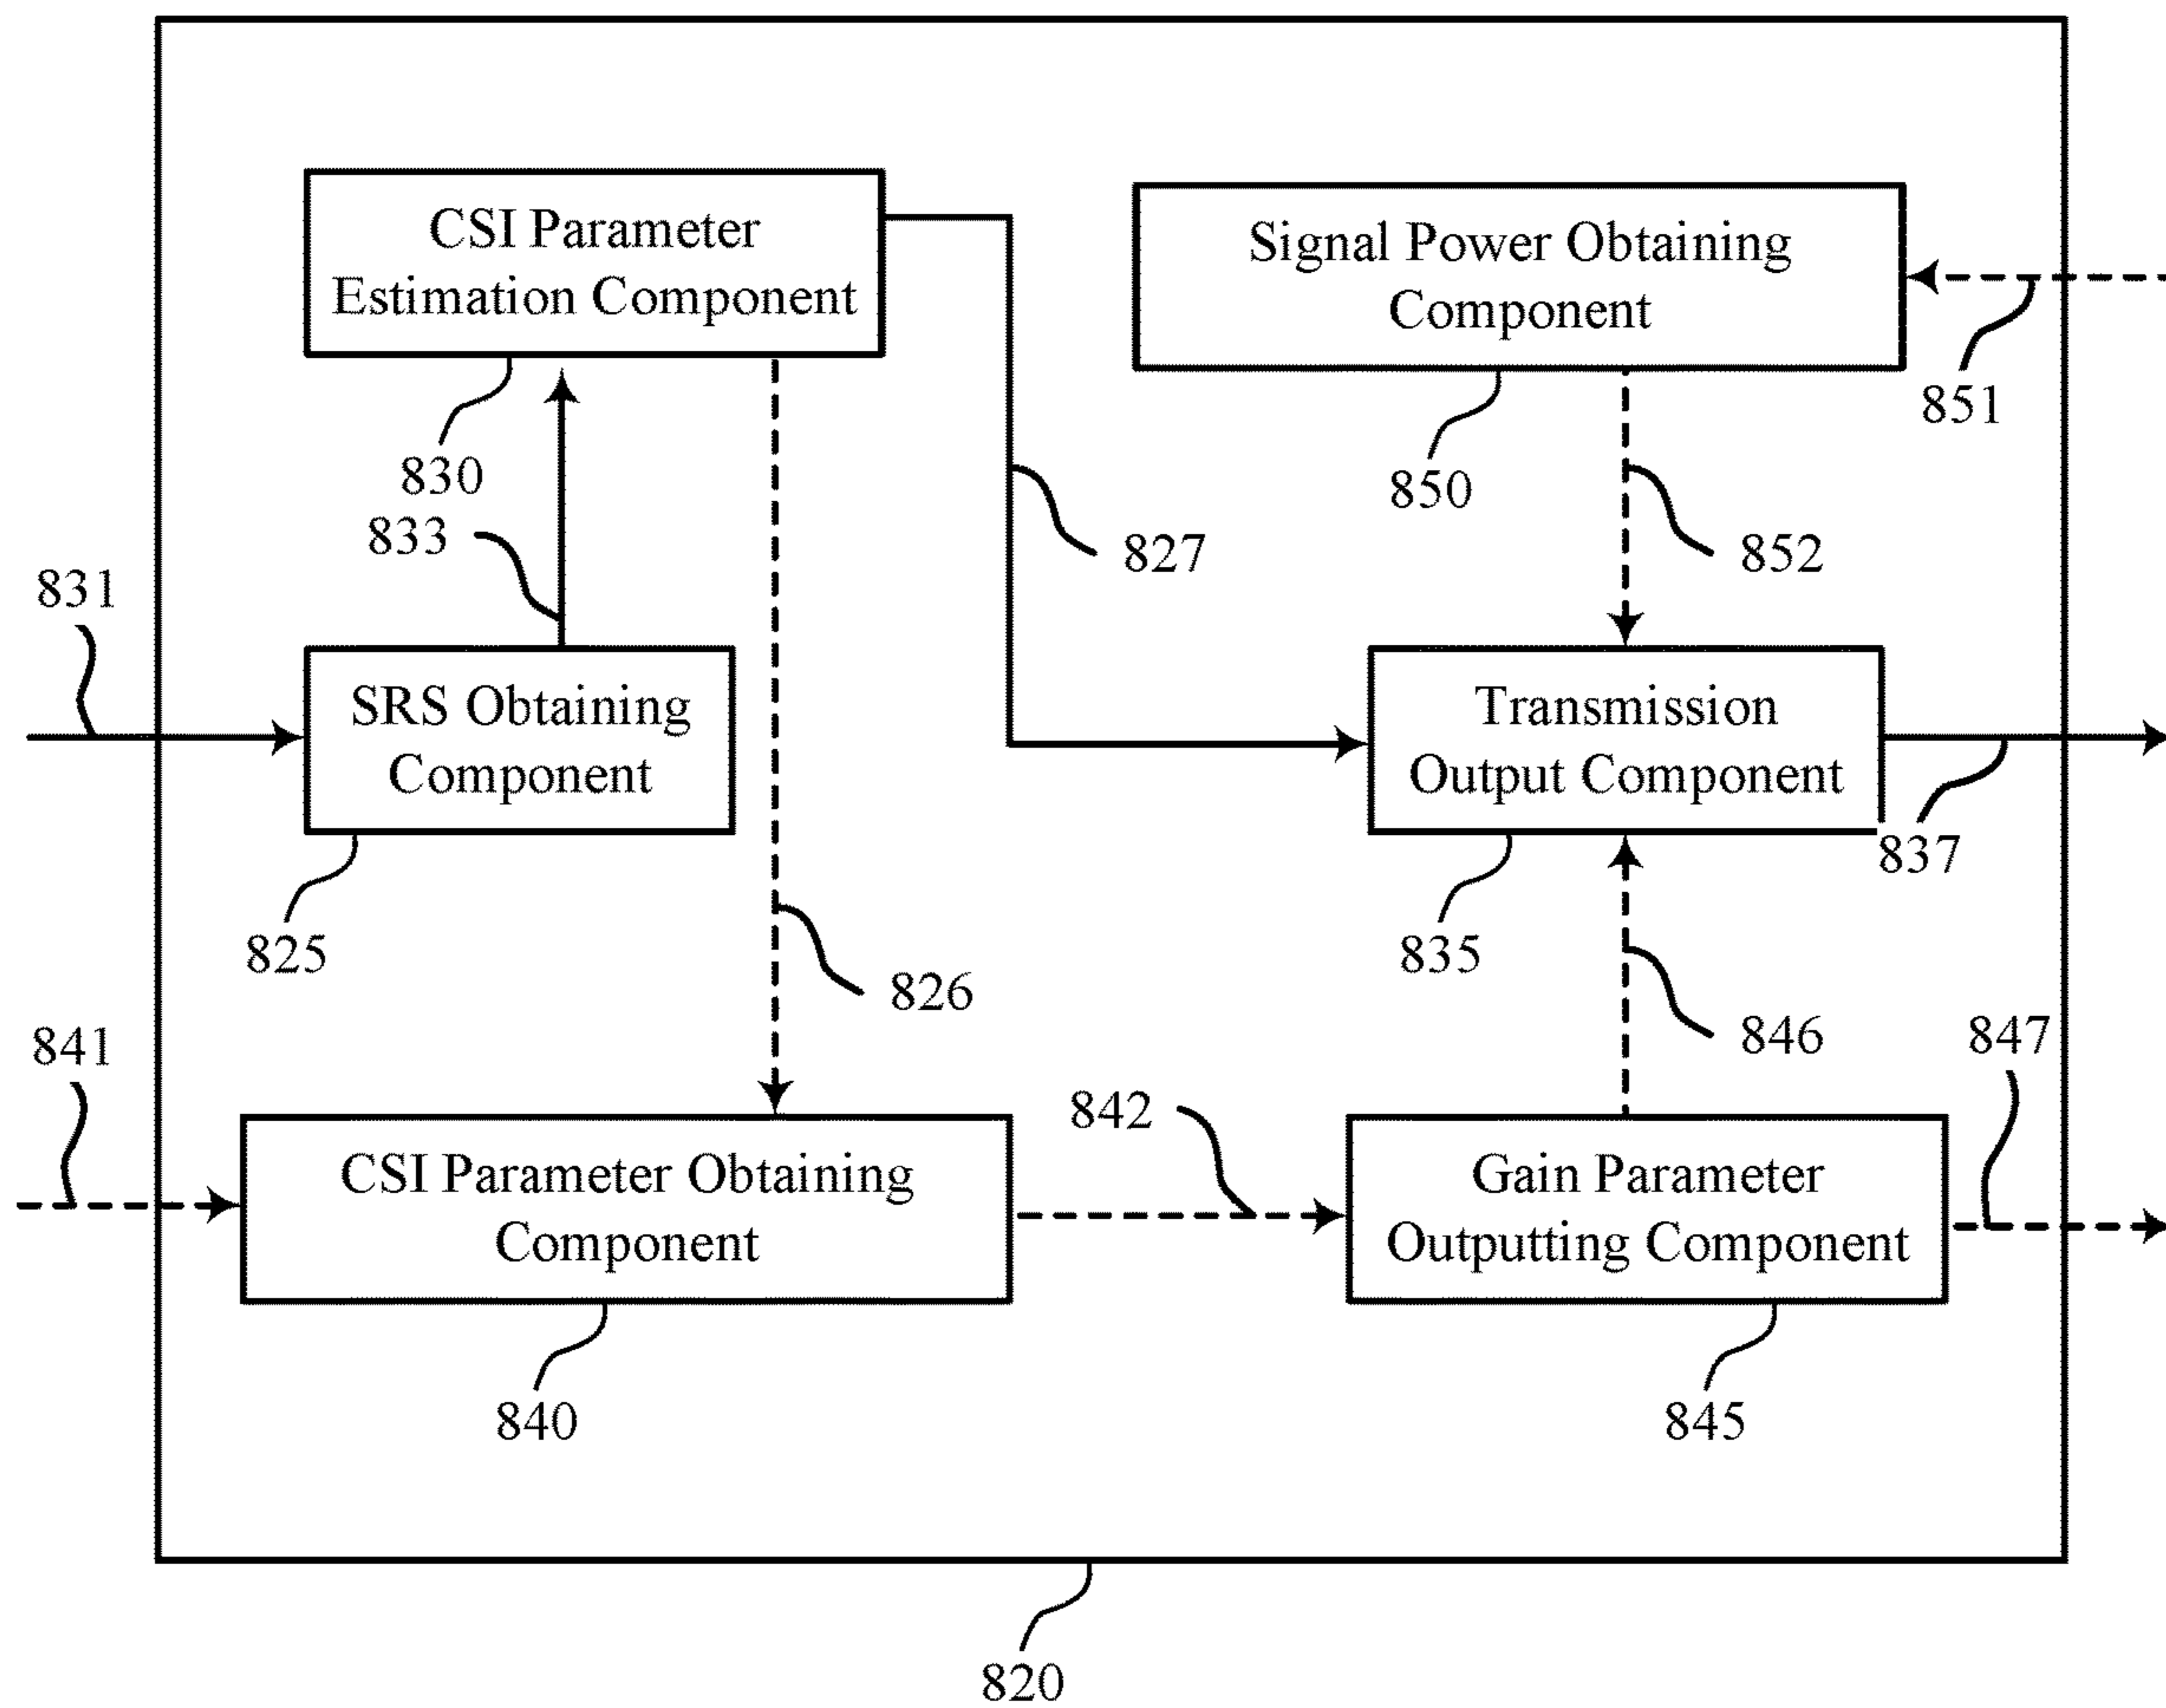 CSI Parameter
Estimation Component
Signal Power Obtaining
Component
851
830
850
833
827
852
831
SRS Obtaining
Component
Transmission
Output Component
837
825
835
826
841
846
847
842
CSI Parameter Obtaining
Component
Gain Parameter
Outputting Component
840
845
820